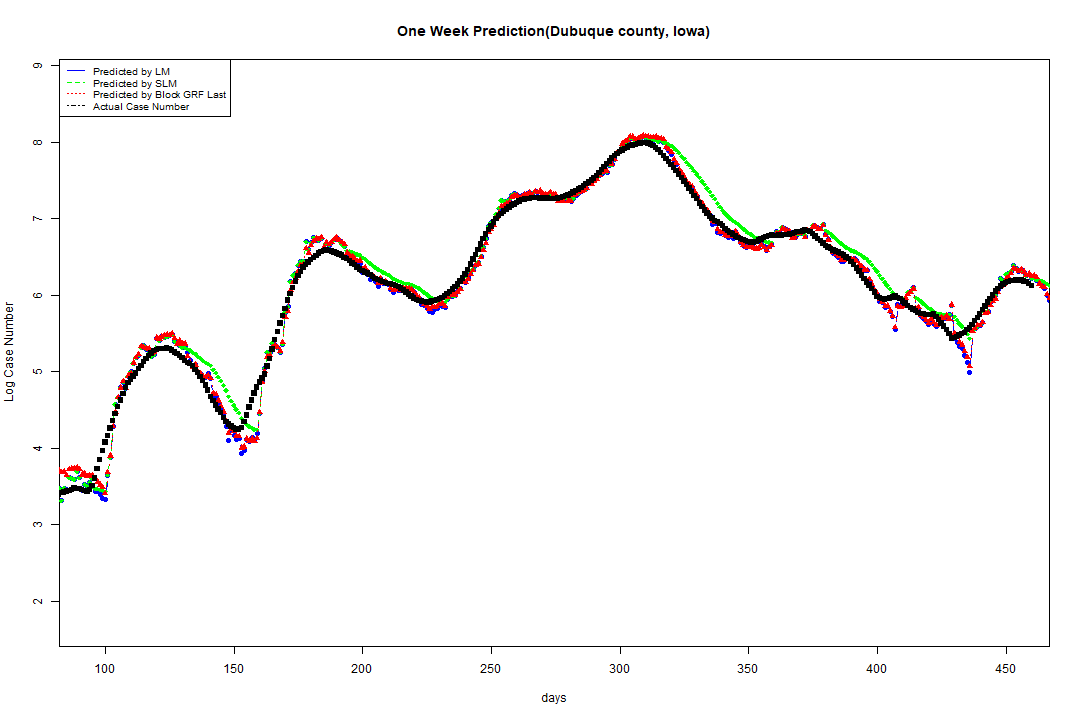 One Week Prediction(Dubuque county, Iowa)
Predicted by LM
Predicted by SLM
Predicted by Block GRF Last
Actual Case Number
Log Case Number
9
8
7
6
5
4
3
2
100 150 200 250 300 350 400 450
days